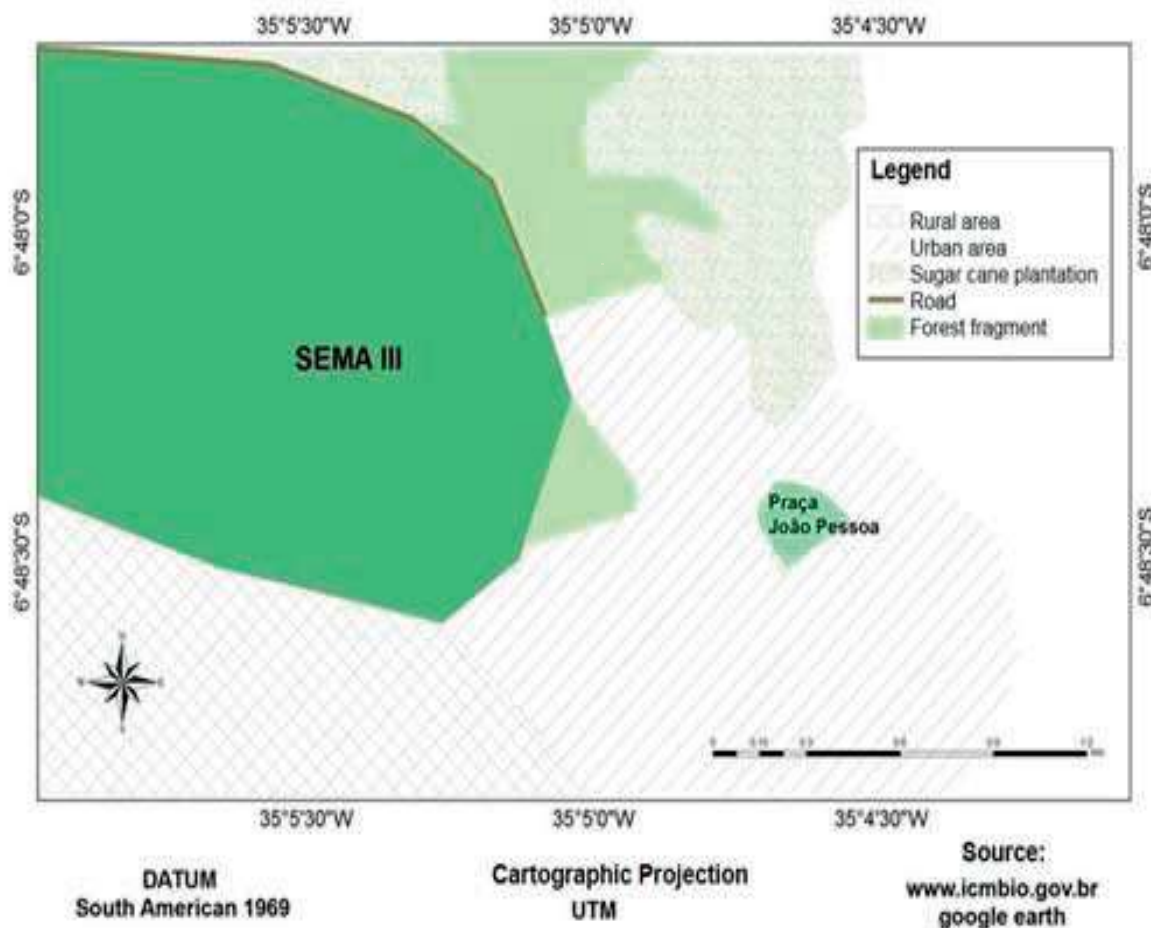 35°5'30"W 35°5'0"W 35°4'30"W
6°48'0"S
6°48'0"S
Legend
Rural area
Urban area
Sugar cane plantation
Road
Forest fragment
SEMA III
Praça
João Pessoa
6°48'30"S
6°48'30"S
0
35°5'30"W 35°5'0"W 35°4'30"W
DATUM
South American 1969
Cartographic Projection
UTM
Source:
www.icmbio.gov.br
google earth